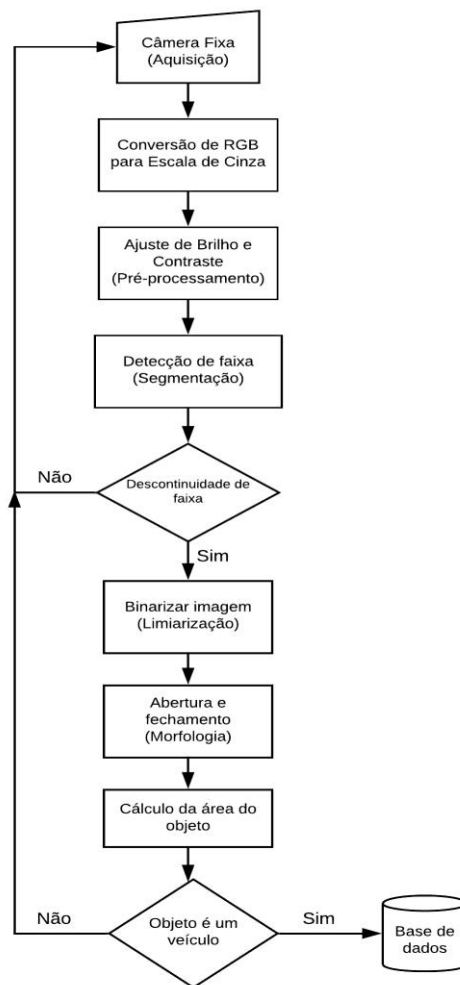 Câmera Fixa
(Aquisição)
Conversão de RGB
para Escala de Cinza
Ajuste de Brilho e
Contraste
(Pré-processamento)
Detecção de faixa
(Segmentação)
Não
Descontinuidade de
faixa
Sim
Binarizar imagem
(Limiarização)
Abertura e
fechamento
(Morfologia)
Cálculo da área do
objeto
Não
Objeto é um
veículo
Sim
Base de
dados